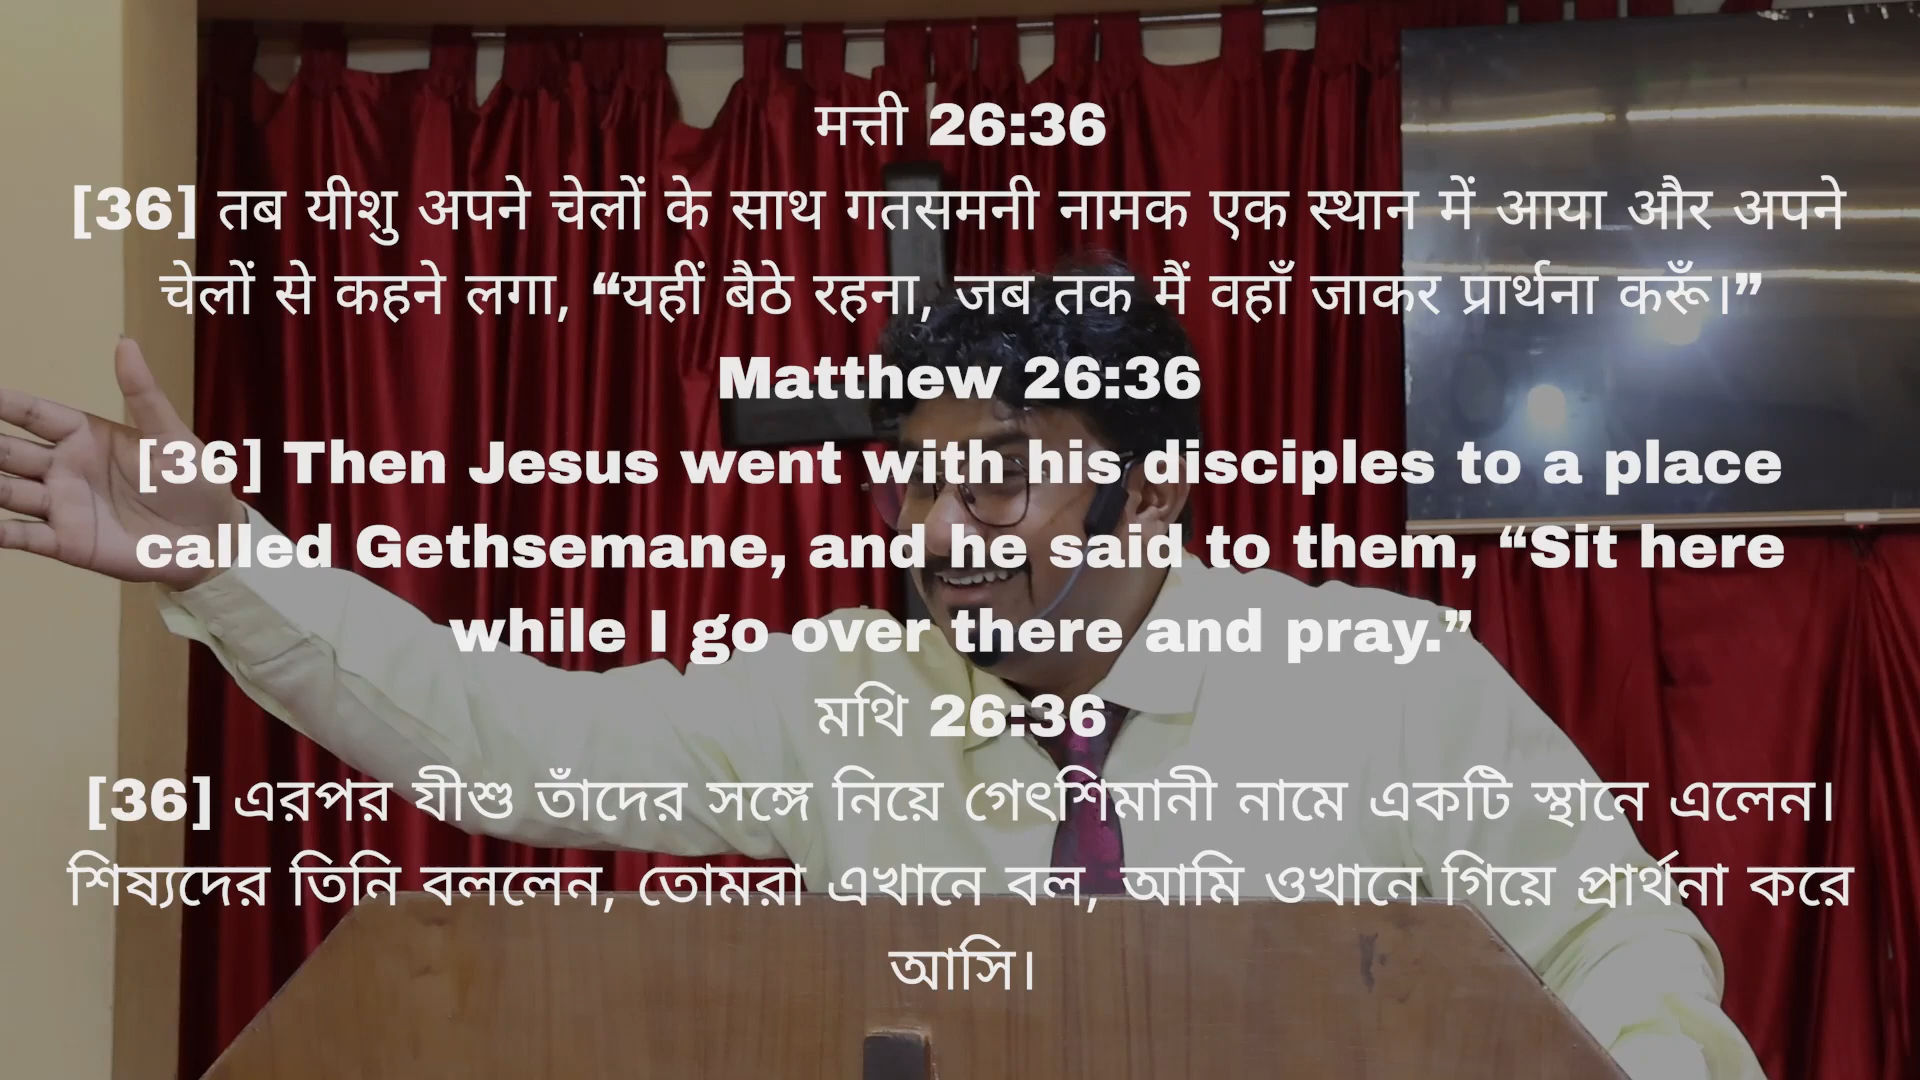 मत्ती 26:36
[36] तब यीशु अपने चेलों के साथ गतसमनी नामक एक स्थान में आया और अपने
चेलों से कहने लगा, “यहीं बैठे रहना, जब तक मैं वहाँ जाकर प्रार्थना करूँ।”
Matthew 26:36
[36] Then Jesus went with his disciples to a place
called Gethsemane, and he said to them, “Sit here
while I go over there and pray.”
মথি 26:36
[36] এরপর যীশু তাঁদের সঙ্গে নিয়ে গেৎশিমানী নামে একটি স্থানে এলেন।
শিষ্যদের তিনি বললেন, তোমরা এখানে বল, আমি ওখানে গিয়ে প্রার্থনা করে
আসি।